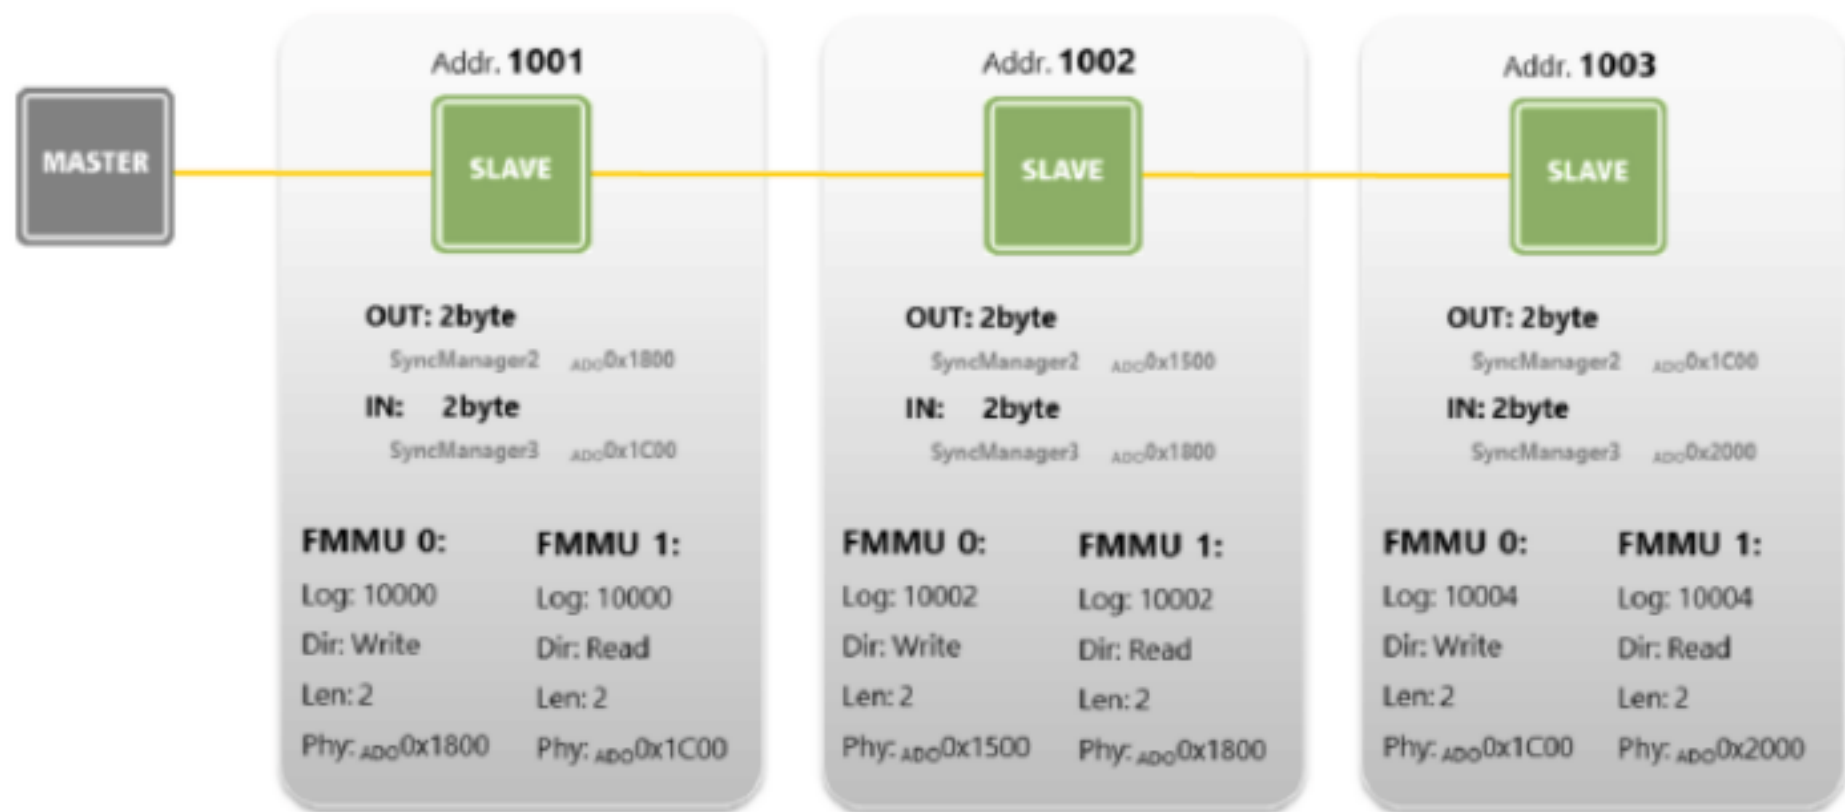 MASTER
Addr. 1001
SLAVE
OUT: 2byte
SyncManager2 ADO0x1800
IN: 2byte
SyncManager3 ADO0x1C00
FMMU 0: FMMU 1:
Log: 10000 Log: 10000
Dir: Write Dir: Read
Len: 2 Len: 2
Phy: ADO0x1800 Phy: ADO0x1C00
Addr. 1002
SLAVE
OUT: 2byte
SyncManager2 ADO0x1500
IN: 2byte
SyncManager3 ADO0x1800
FMMU 0: FMMU 1:
Log: 10002 Log: 10002
Dir: Write Dir: Read
Len: 2 Len: 2
Phy: ADO0x1500 Phy: ADO0x1800
Addr. 1003
SLAVE
OUT: 2byte
SyncManager2 ADO0x1C00
IN: 2byte
SyncManager3 ADO0x2000
FMMU 0: FMMU 1:
Log: 10004 Log: 10004
Dir: Write Dir: Read
Len: 2 Len: 2
Phy: ADO0x1C00 Phy: ADO0x2000